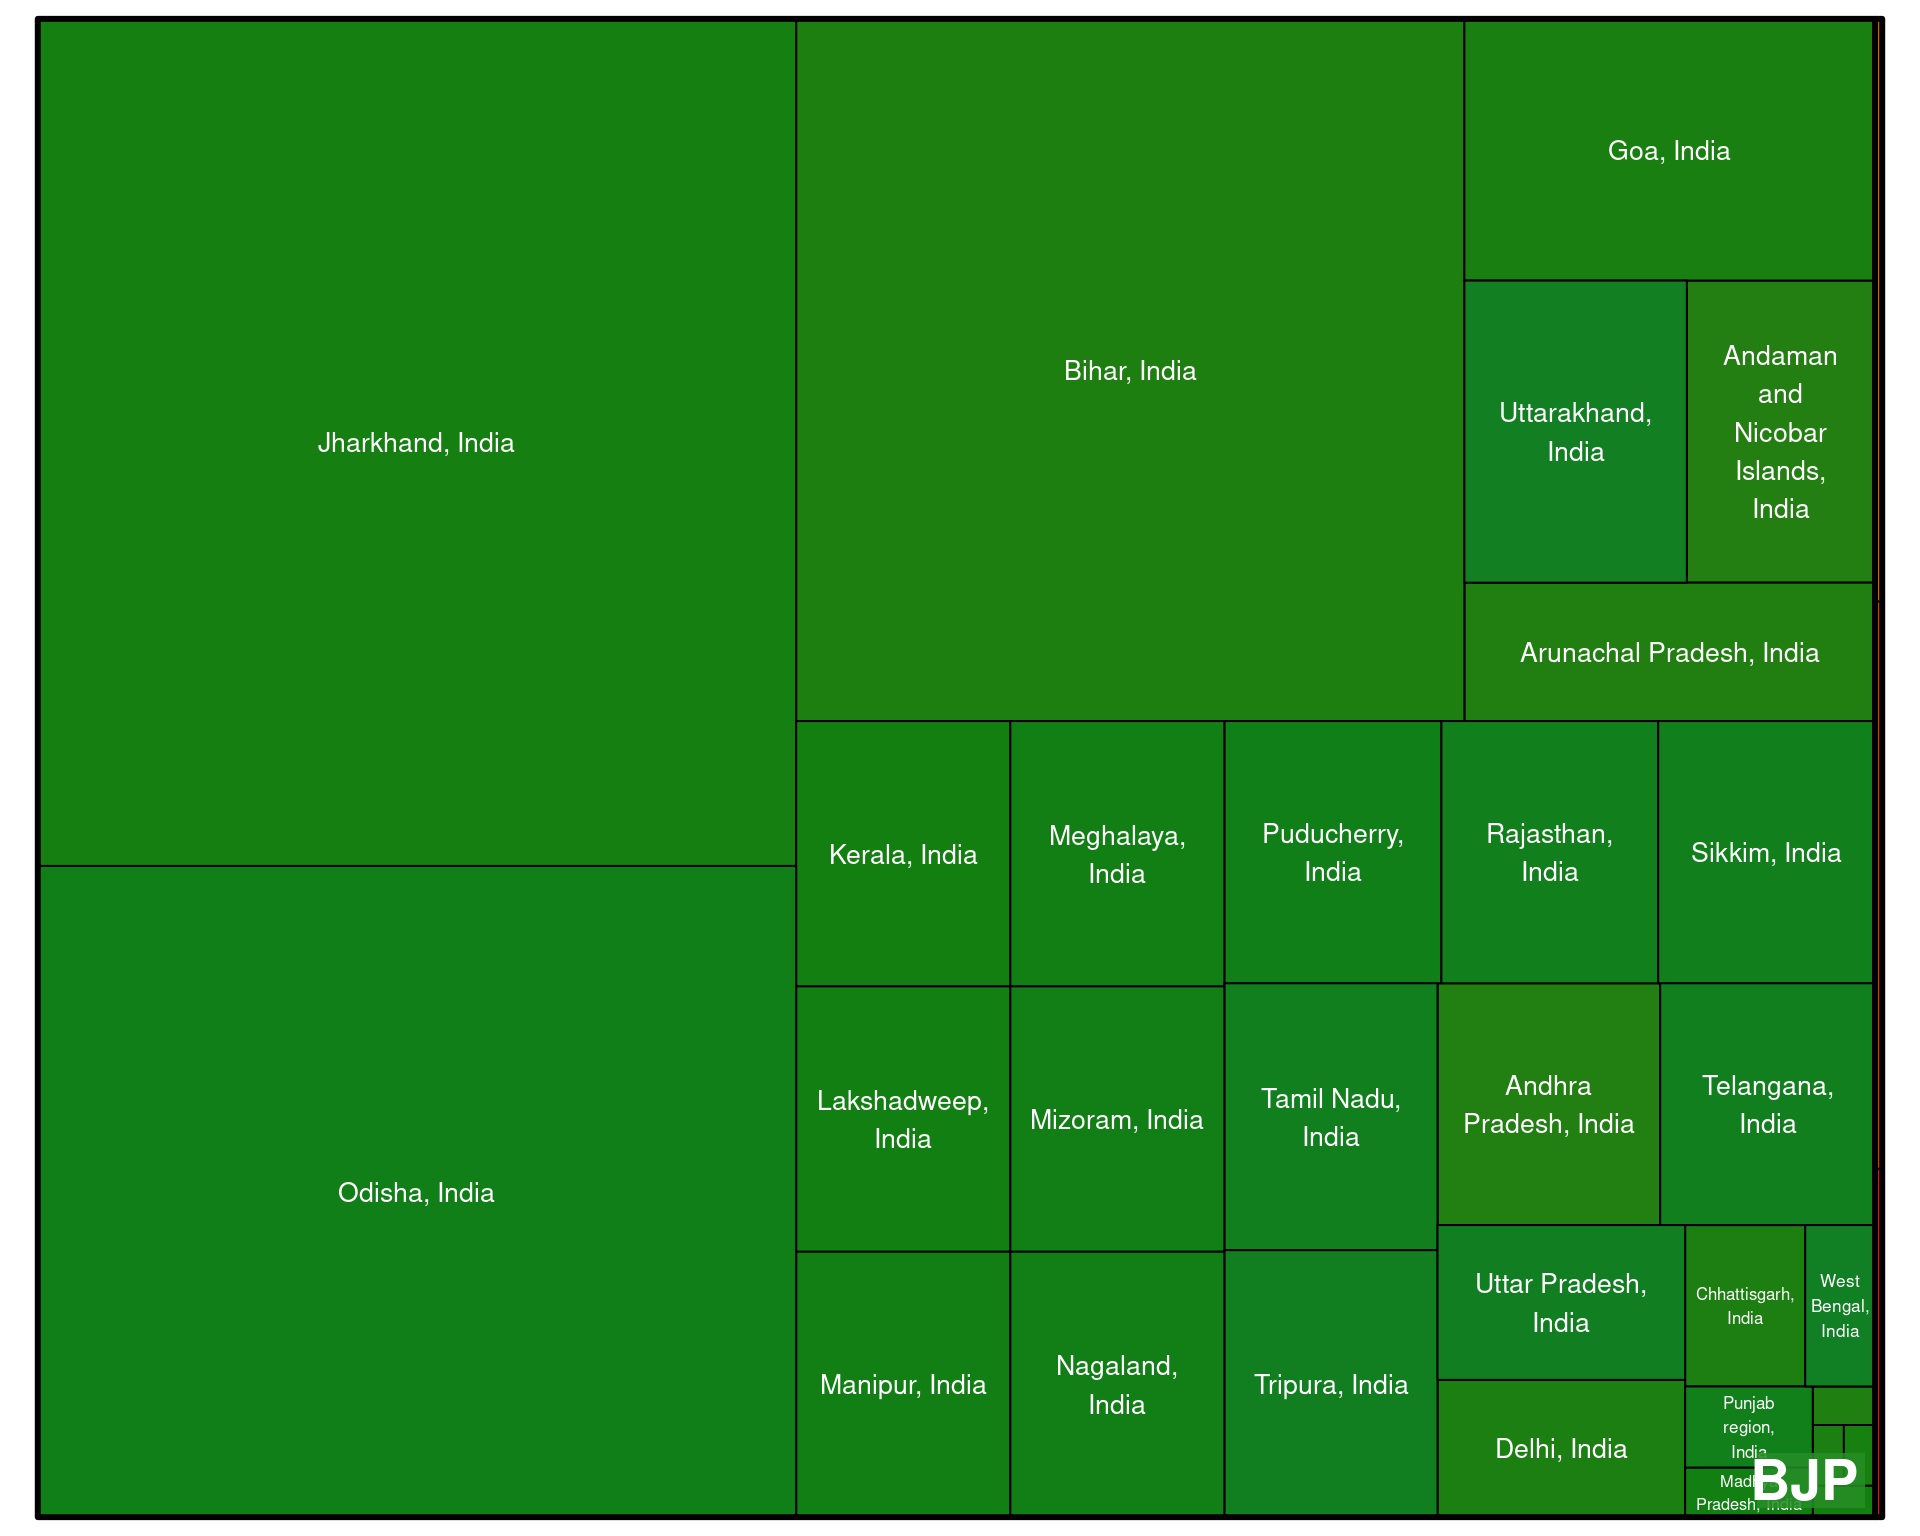 Jharkhand, India
Odisha, India
Bihar, India
Goa, India
Uttarakhand,
India
Andaman
and
Nicobar
Islands,
India
Arunachal Pradesh, India
Kerala, India
Meghalaya,
India
Puducherry,
India
Rajasthan,
India
Sikkim, India
Lakshadweep,
India
Mizoram, India
Tamil Nadu,
India
Andhra
Pradesh, India
Telangana,
India
Manipur, India
Nagaland,
India
Tripura, India
Uttar Pradesh,
India
Chhattisgarh,
India
West
Bengal,
India
Delhi, India
Punjab
region,
India
Pradesh, India
BJP